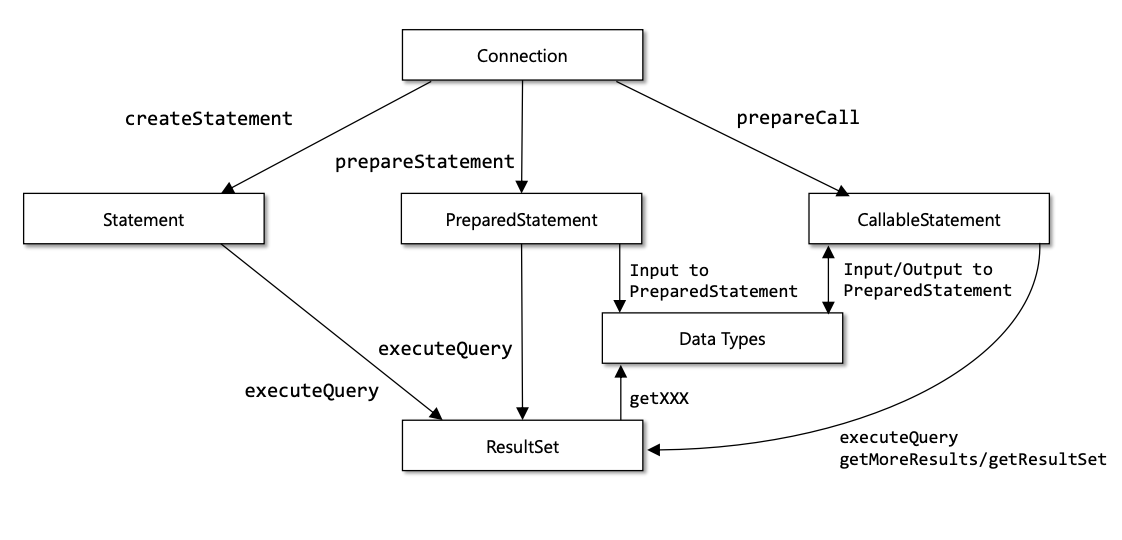 Connection
createStatement
prepareCall
prepareStatement
Statement
PreparedStatement
CallableStatement
Input to
PreparedStatement
Input/Output to
PreparedStatement
Data Types
executeQuery
executeQuery
getXXX
ResultSet
executeQuery
getMoreResults/getResultSet